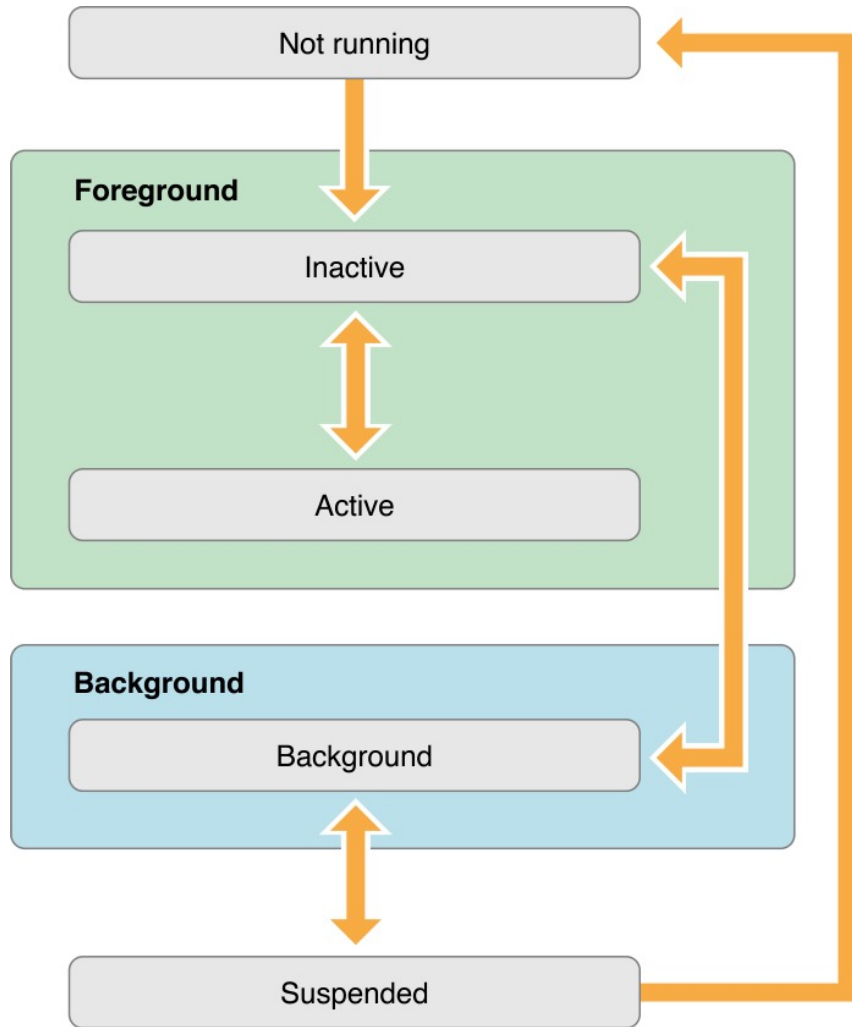 Not running
Foreground
Inactive
Active
Background
Background
Suspended